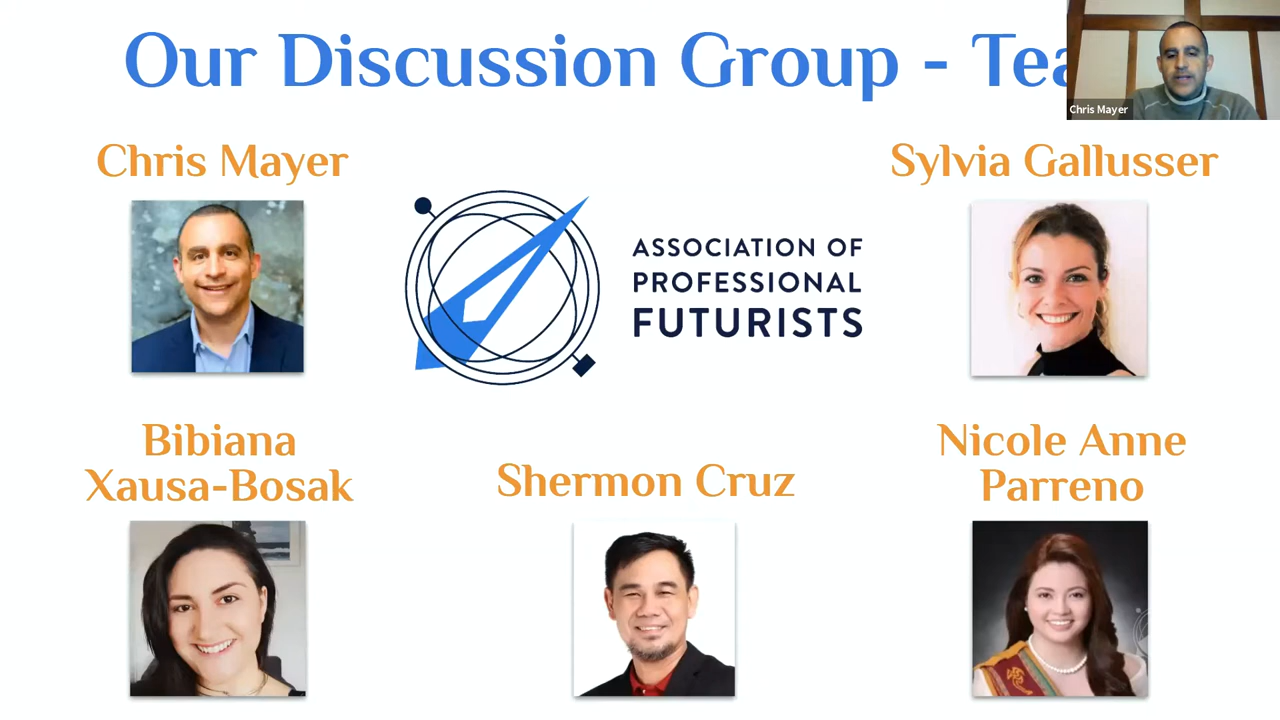 Our Discussion Group - Tea
Chris Mayer
Chris Mayer
Sylvia Gallusser
ASSOCIATION OF
PROFESSIONAL
FUTURISTS
Bibiana
Xausa-Bosak
Shermon Cruz
Nicole Anne
Parreno